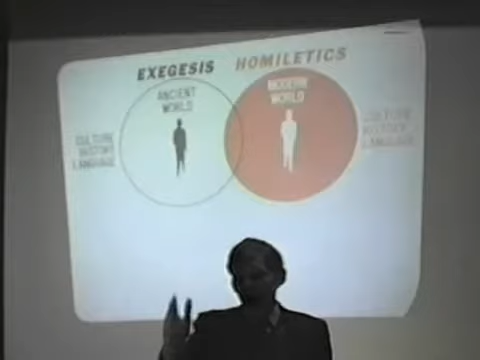 EXEGESIS HOMILETICS
ANCIENT
WORLD
MODERN
WORLD
CULTURE
HISTORY
LANGUAGE
CULTURE
HISTORY
LANGUAGE